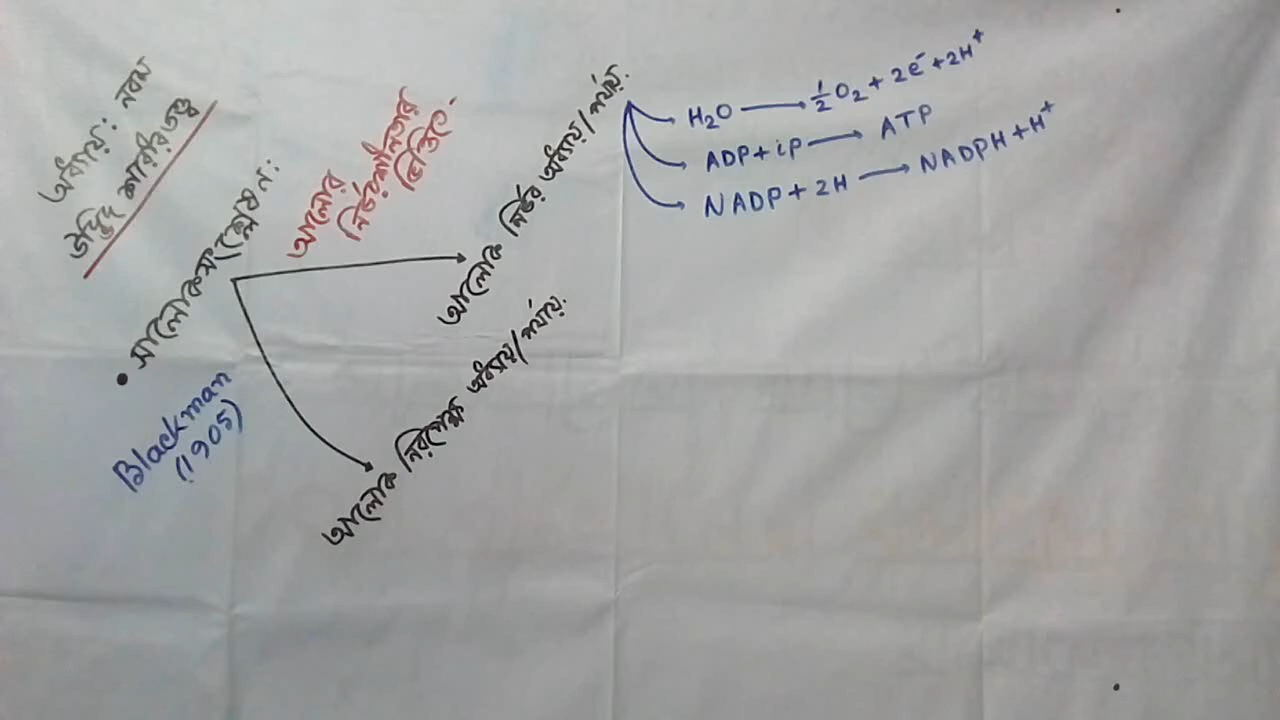 অধ্যায়: নবম
উদ্ভিদ শারীরতত্ত্ব
• সালোকসংশ্লেষন:
Blackman
(1905)
আলোর
নির্ভরশীলতার
ভিত্তিতে.
আলোক নির্ভর অধ্যায়/পর্যায়.
আলোক নিরপেক্ষ অধ্যায়/পর্যায়.
H₂O → ½O₂ + 2e⁻ + 2H⁺
ADP + iP → ATP
NADP + 2H → NADPH + H⁺